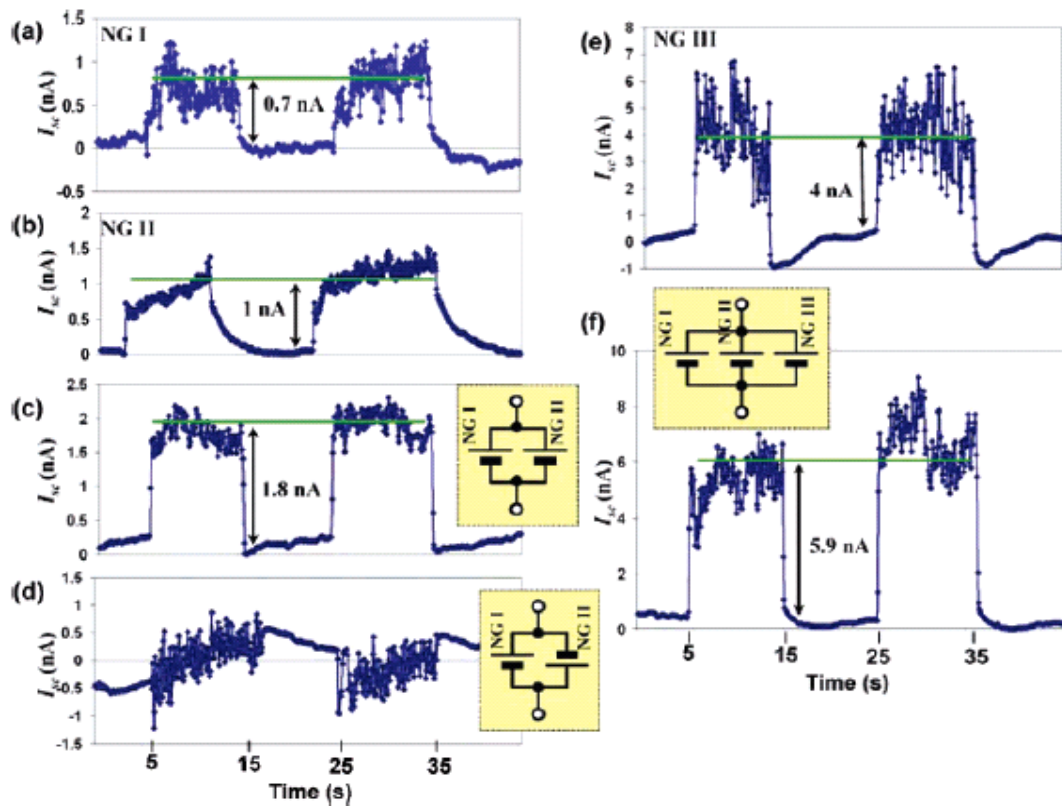 (a)
NG I
I_sc (nA)
1.5
1
0.5
0
-0.5
0.7 nA
(b)
NG II
I_sc (nA)
2
1.5
1
0.5
0
1 nA
(c)
I_sc (nA)
2.5
2
1.5
1
0.5
0
1.8 nA
NG I
NG II
(d)
I_sc (nA)
1.5
1
0.5
0
-0.5
-1
-1.5
NG I
NG II
5 15 25 35
Time (s)
(e)
NG III
I_sc (nA)
8
7
6
5
4
3
2
1
0
-1
4 nA
(f)
NG I
NG II
NG III
I_sc (nA)
10
8
6
4
2
0
5.9 nA
5 15 25 35
Time (s)